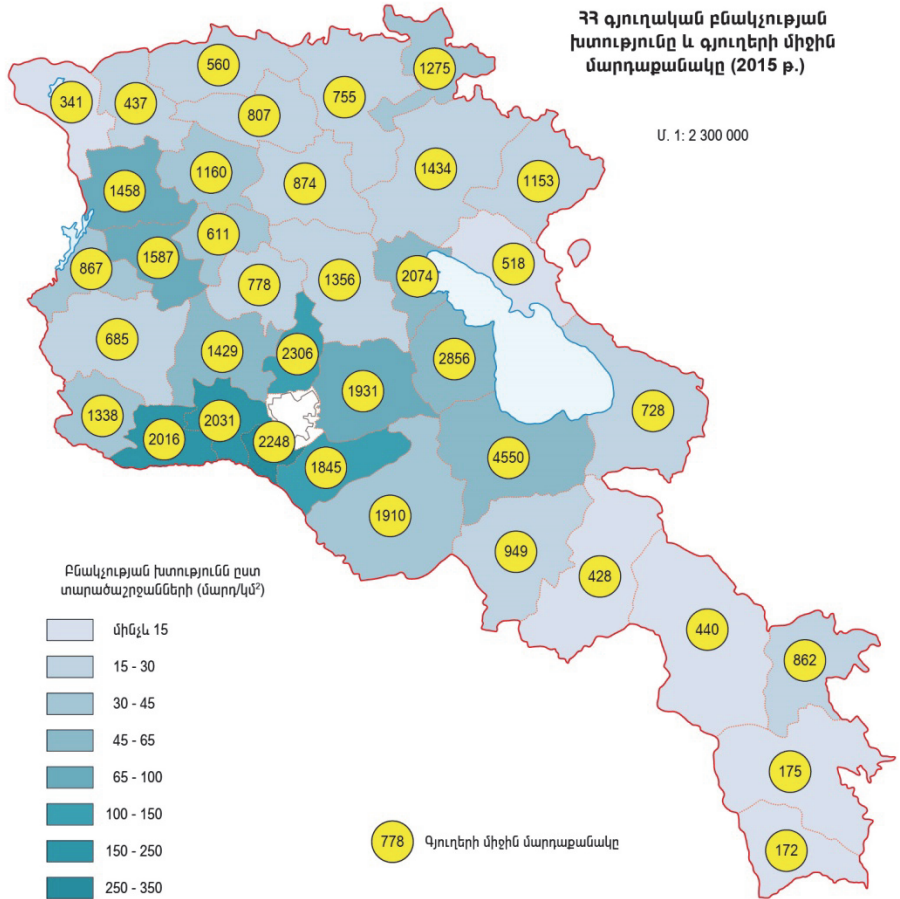 ՀՀ գյուղական բնակչության
խտությունը և գյուղերի միջին
մարդաքանակը (2015 թ.)
Մ. 1: 2 300 000
560
1275
341
437
755
807
1160
874
1434
1153
1458
611
867
1587
778
1356
2074
518
685
1429
2306
2856
1931
728
1338
2016
2031
2248
1845
4550
1910
949
428
440
862
175
172
Բնակչության խտությունն ըստ
տարածաշրջանների (մարդ/կմ²)
մինչև 15
15 - 30
30 - 45
45 - 65
65 - 100
100 - 150
150 - 250
250 - 350
778 Գյուղերի միջին մարդաքանակը